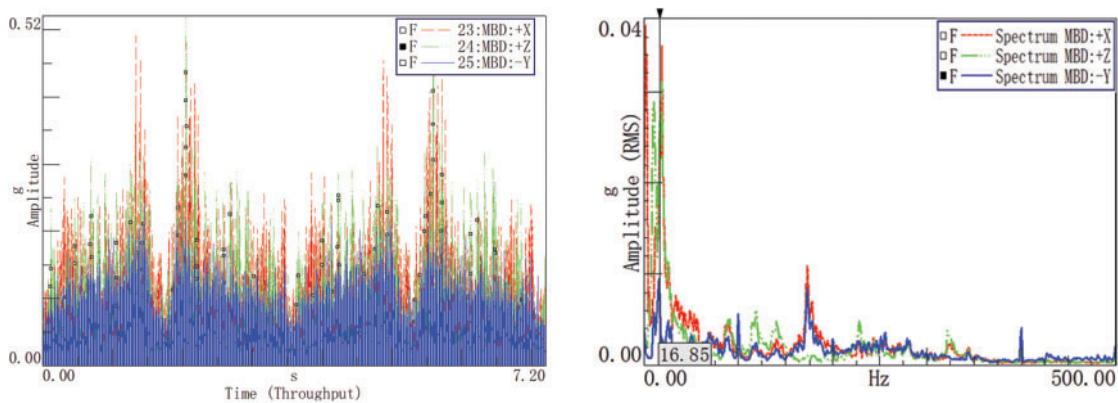 0.52
F 23:MBD:+X
F 24:MBD:+Z
F 25:MBD:-Y
g
Amplitude
0.00
0.00 s 7.20
Time (Throughput)
0.04
F Spectrum MBD:+X
F Spectrum MBD:+Z
F Spectrum MBD:-Y
g
Amplitude (RMS)
0.00
16.85
0.00 Hz 500.00